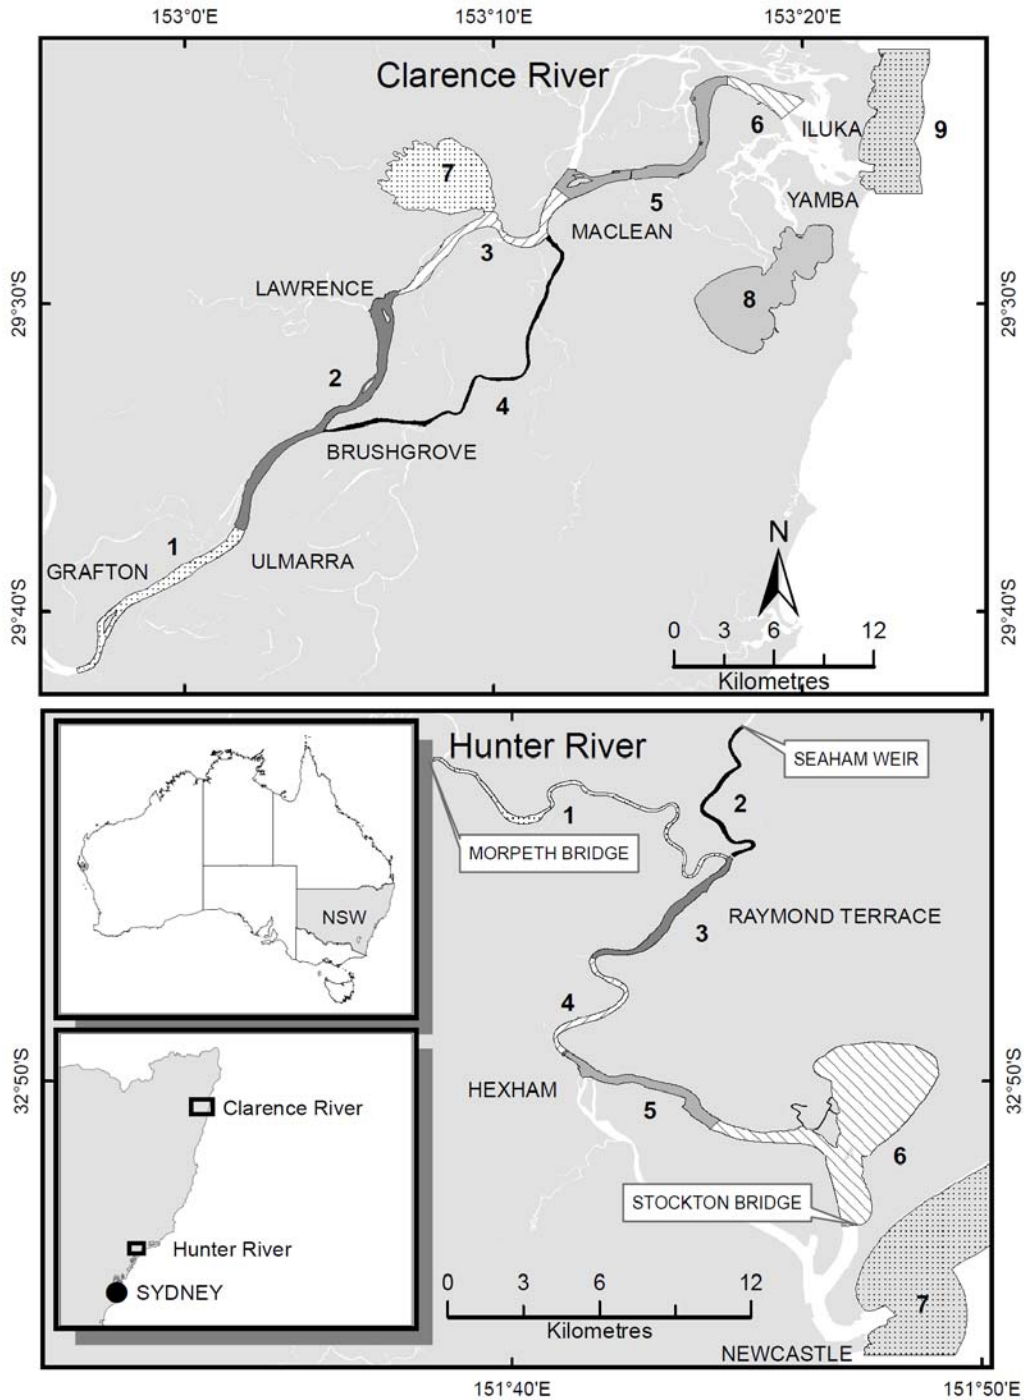 153°0'E
153°10'E
153°20'E
Clarence River
6
ILUKA
9
7
5
YAMBA
MACLEAN
3
LAWRENCE
29°30'S
29°30'S
8
2
4
BRUSHGROVE
1
ULMARRA
GRAFTON
N
29°40'S
29°40'S
0 3 6 12
Kilometres
Hunter River
SEAHAM WEIR
2
1
MORPETH BRIDGE
NSW
RAYMOND TERRACE
3
4
32°50'S
32°50'S
HEXHAM
5
Clarence River
6
STOCKTON BRIDGE
Hunter River
SYDNEY
0 3 6 12
Kilometres
7
NEWCASTLE
151°40'E
151°50'E